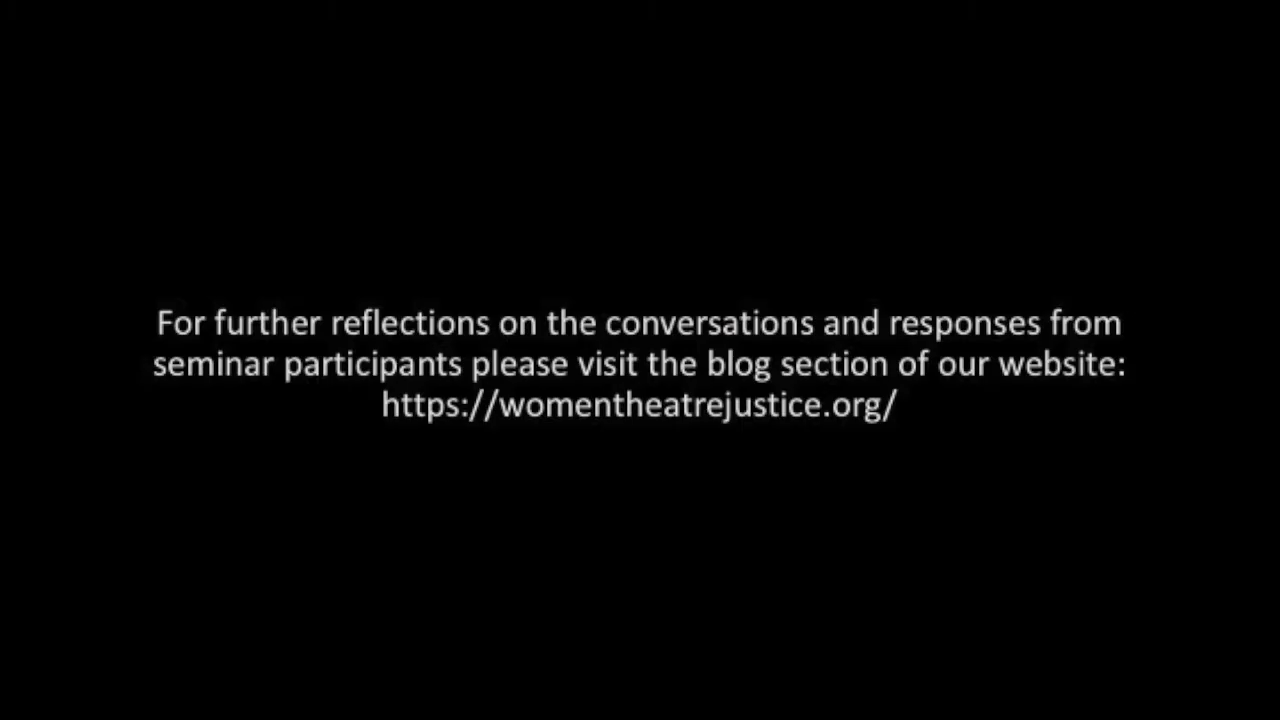 For further reflections on the conversations and responses from
seminar participants please visit the blog section of our website:
https://womentheatrejustice.org/